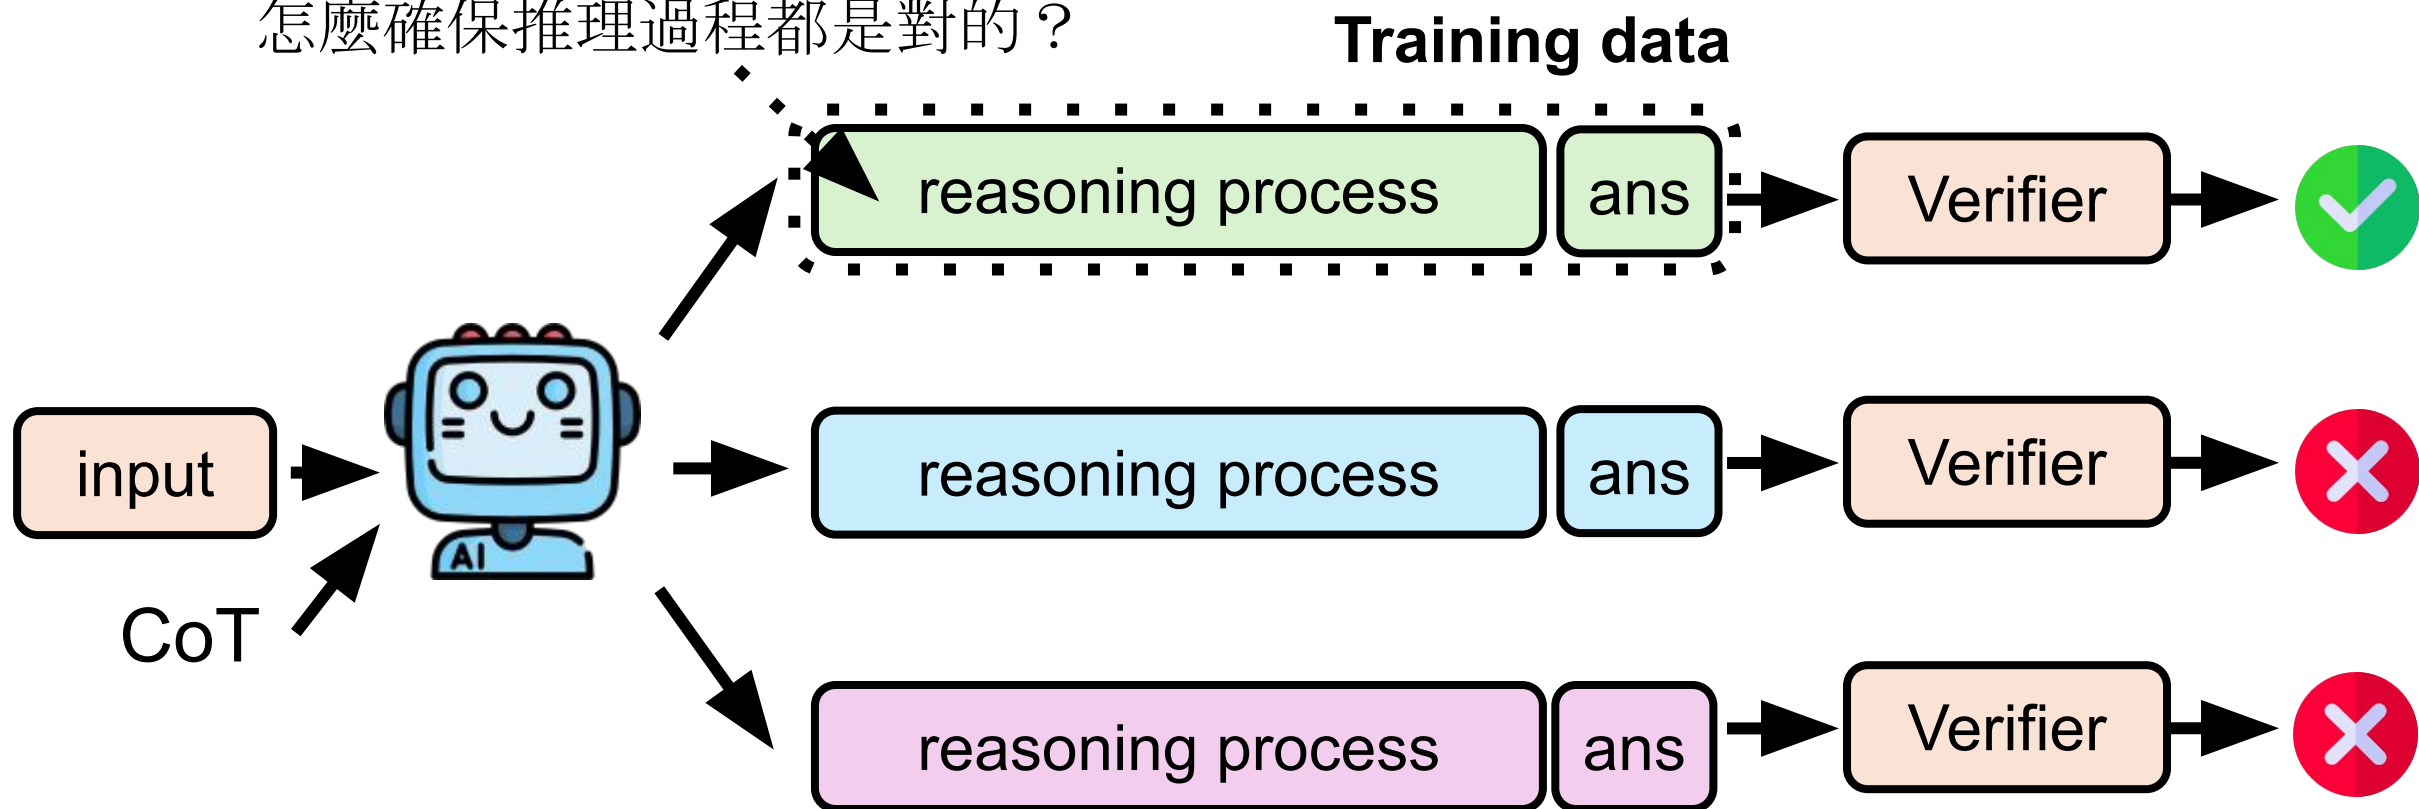 怎麼確保推理過程都是對的？
Training data
reasoning process
ans
Verifier
input
AI
reasoning process
ans
Verifier
CoT
reasoning process
ans
Verifier